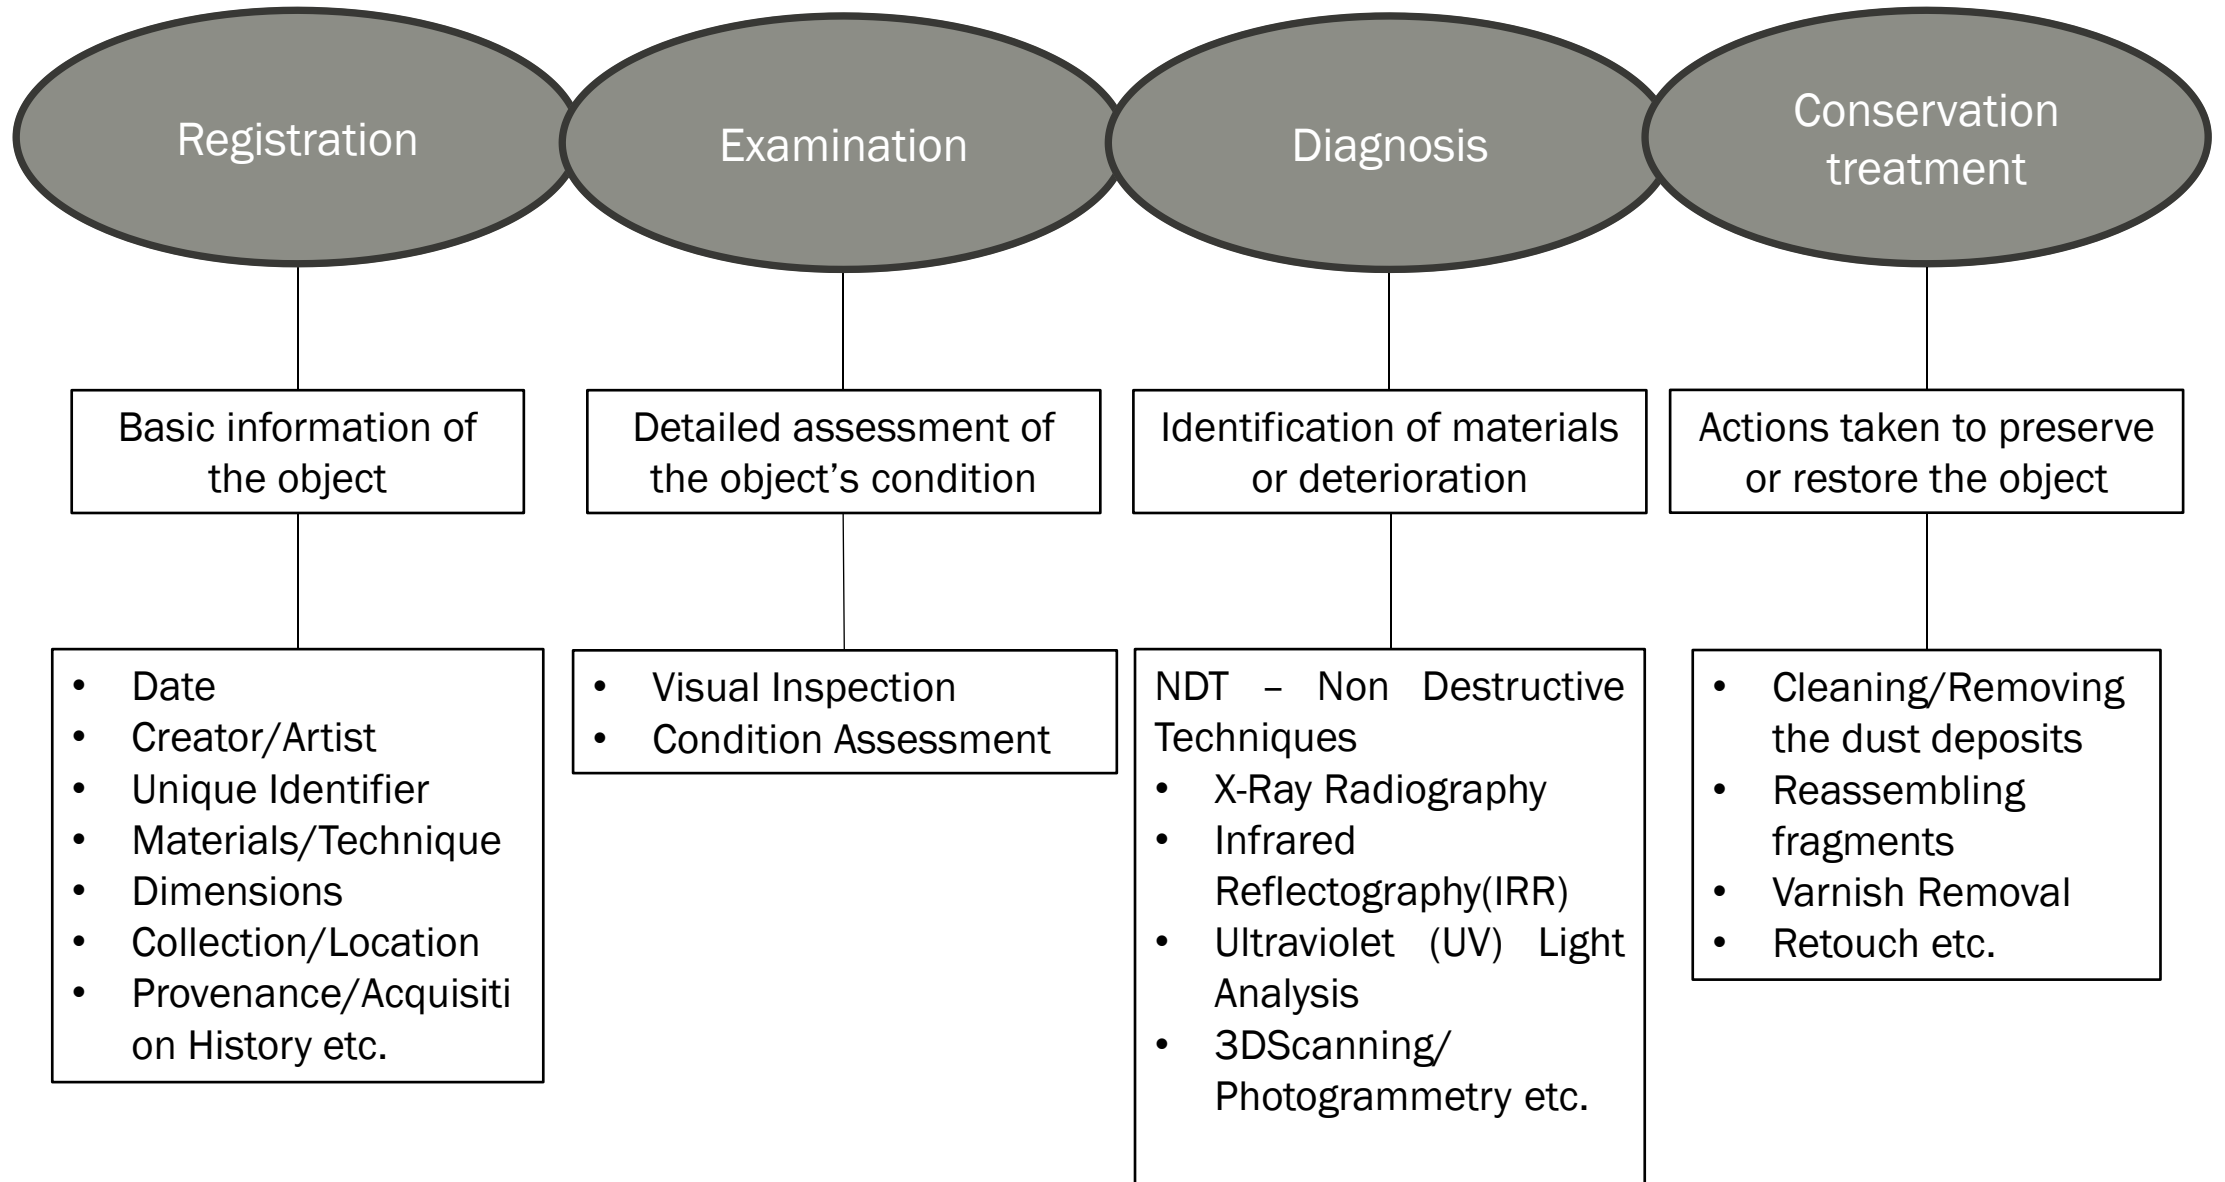 Registration
Examination
Diagnosis
Conservation
treatment
Basic information of
the object
Detailed assessment of
the object’s condition
Identification of materials
or deterioration
Actions taken to preserve
or restore the object
• Date
• Creator/Artist
• Unique Identifier
• Materials/Technique
• Dimensions
• Collection/Location
• Provenance/Acquisiti
on History etc.
• Visual Inspection
• Condition Assessment
NDT – Non Destructive
Techniques
• X-Ray Radiography
• Infrared
Reflectography(IRR)
• Ultraviolet (UV) Light
Analysis
• 3DScanning/
Photogrammetry etc.
• Cleaning/Removing
the dust deposits
• Reassembling
fragments
• Varnish Removal
• Retouch etc.